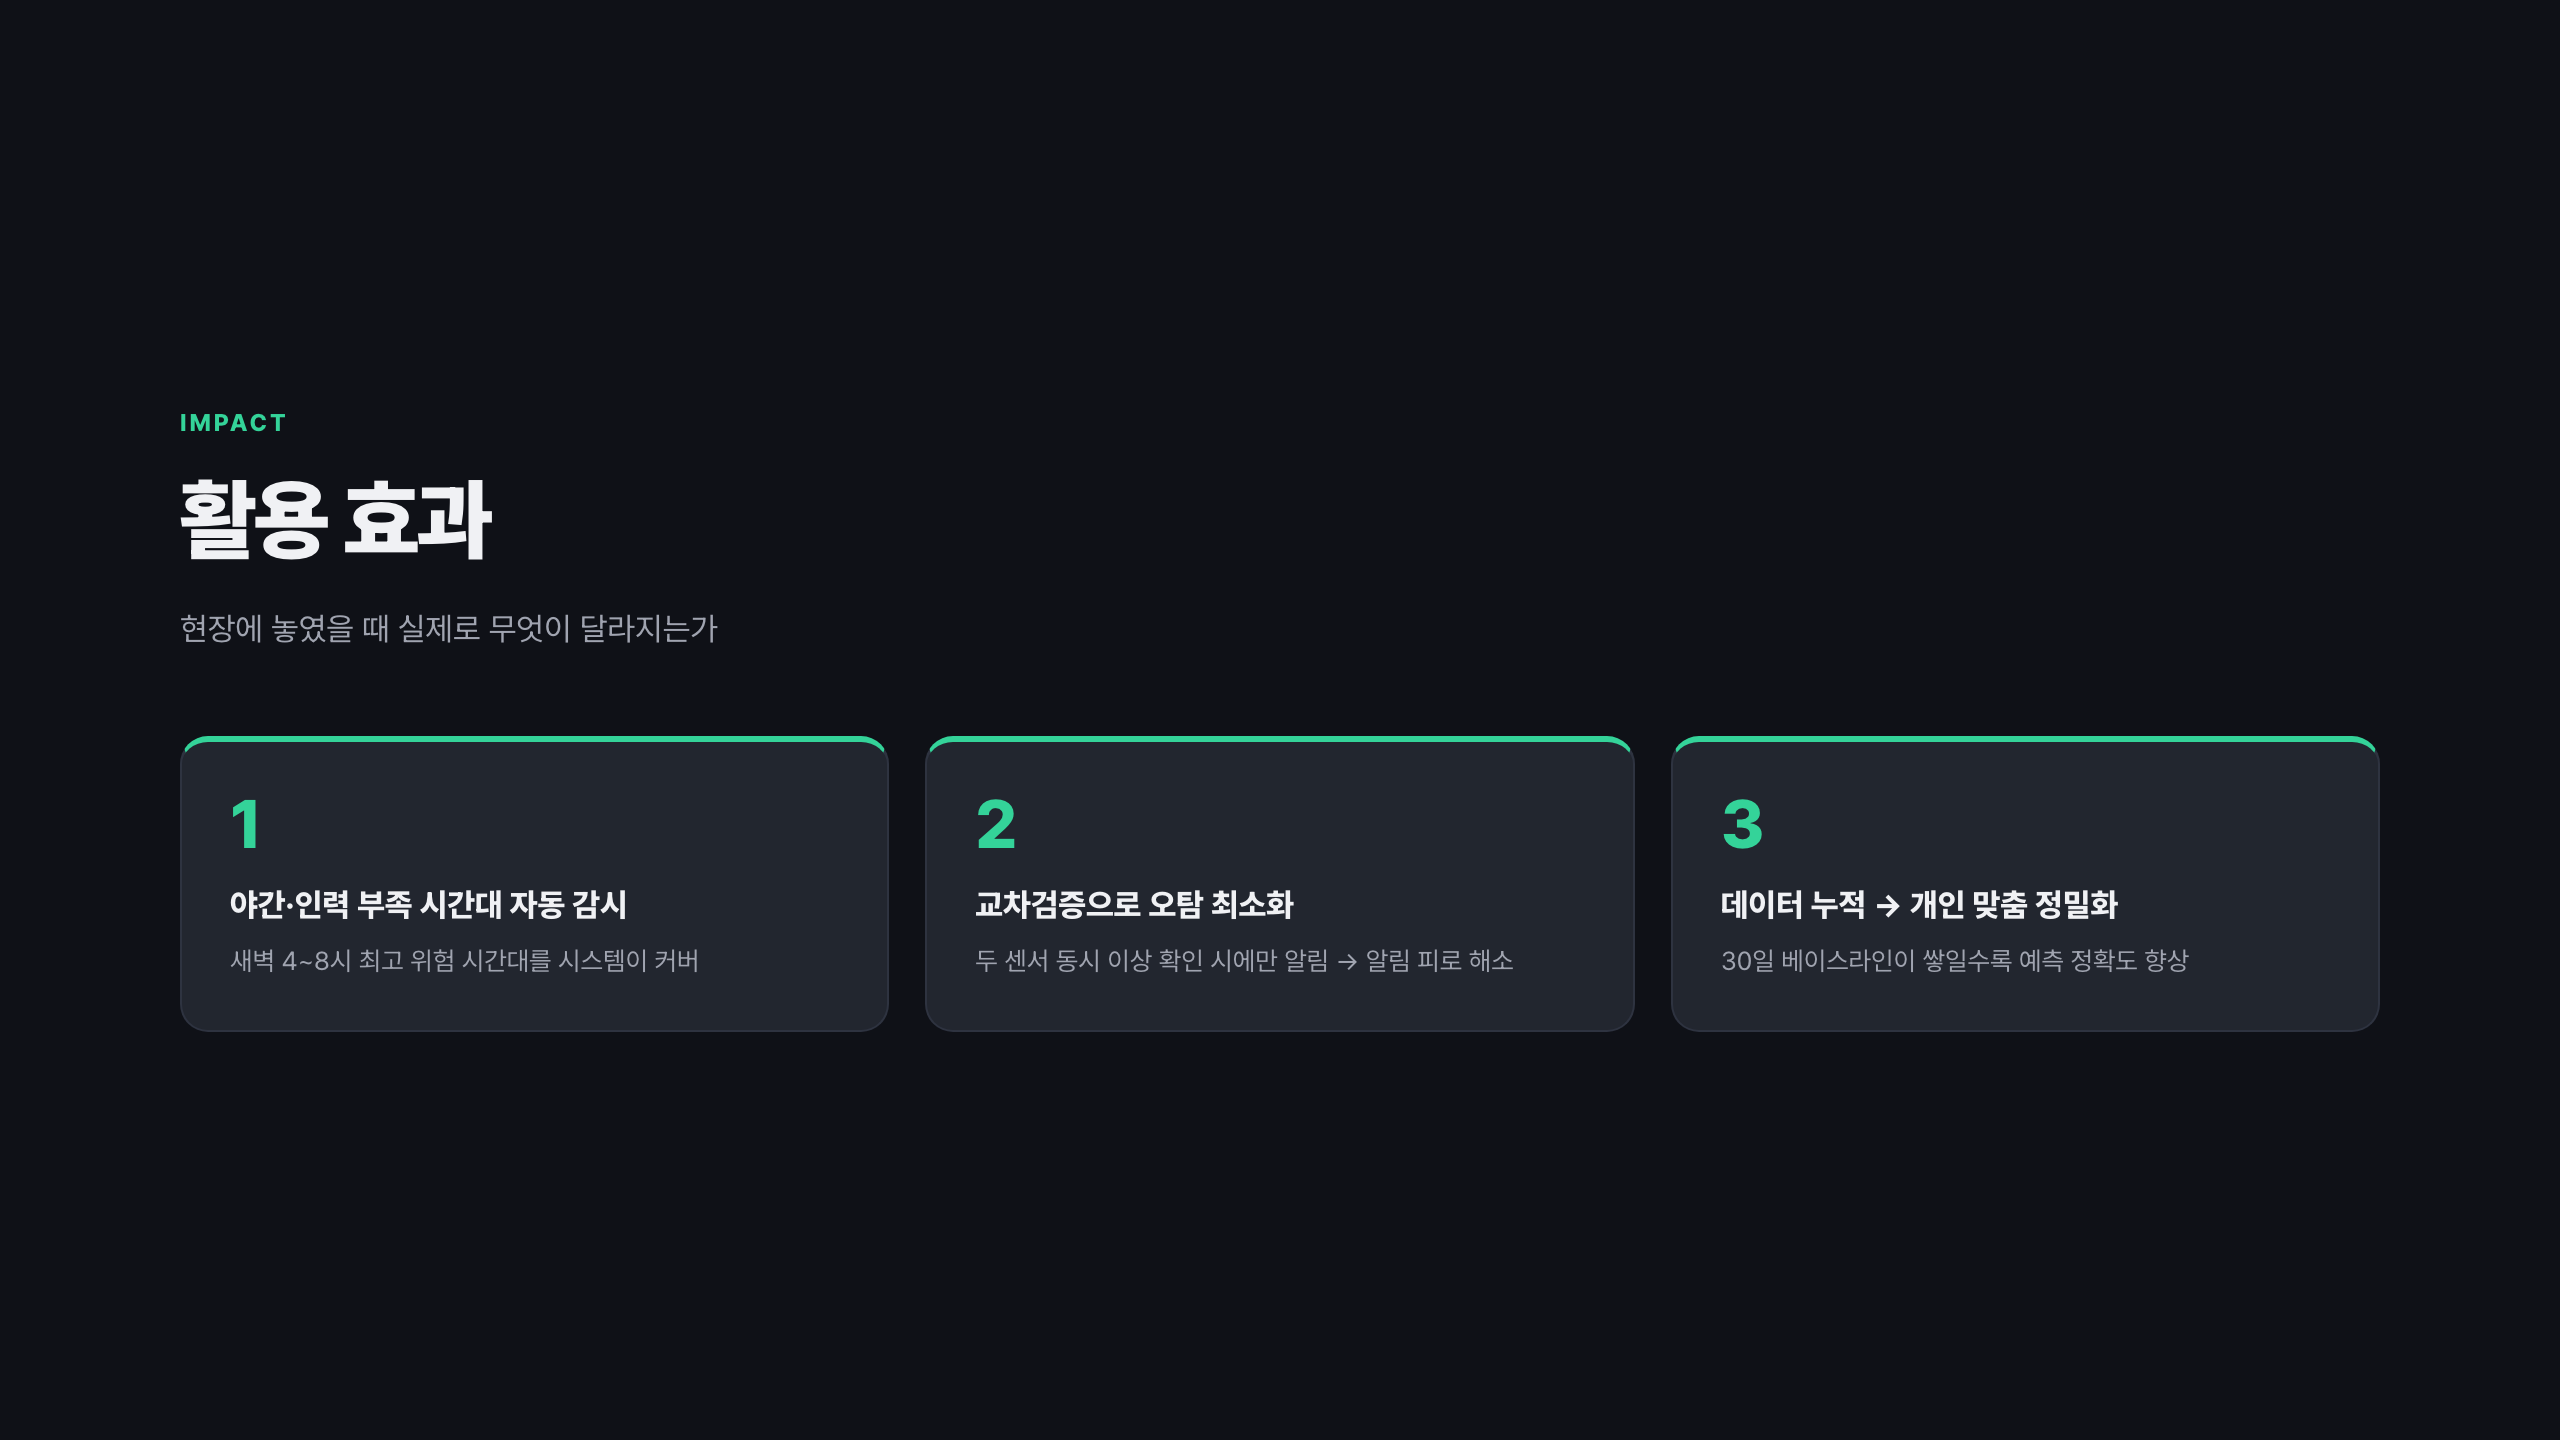 IMPACT
활용 효과
현장에 놓였을 때 실제로 무엇이 달라지는가
1
야간·인력 부족 시간대 자동 감시
새벽 4~8시 최고 위험 시간대를 시스템이 커버
2
교차검증으로 오탐 최소화
두 센서 동시 이상 확인 시에만 알림 → 알림 피로 해소
3
데이터 누적 → 개인 맞춤 정밀화
30일 베이스라인이 쌓일수록 예측 정확도 향상